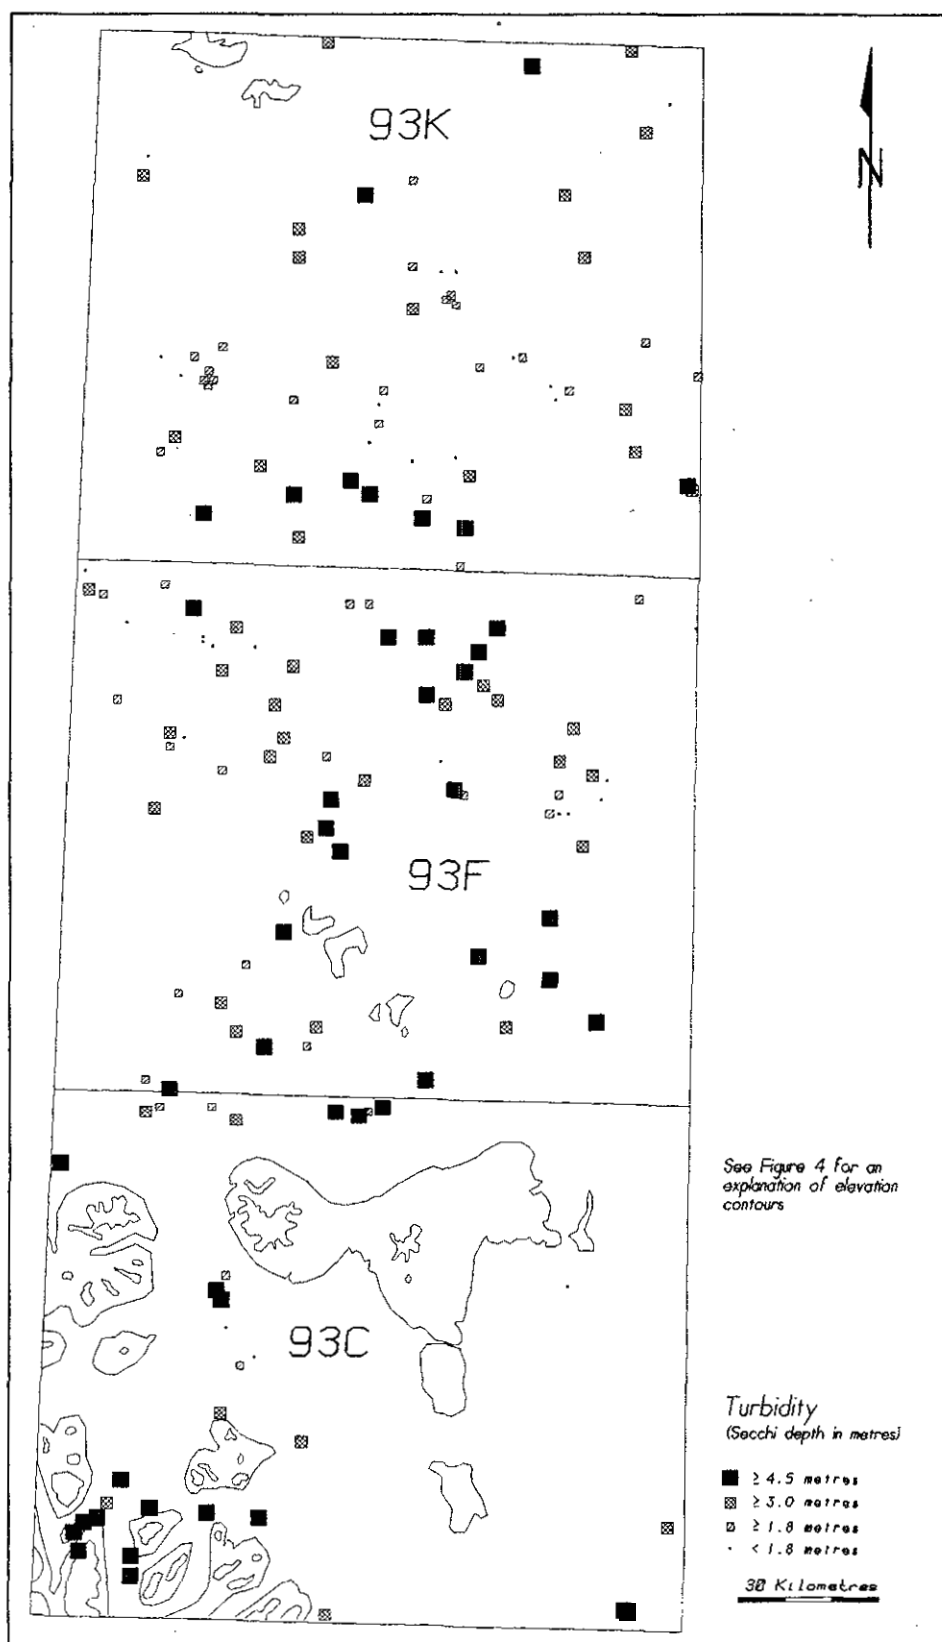 93K
N
93F
See Figure 4 for an
explanation of elevation
contours
93C
Turbidity
(Secchi depth in metres)
≥ 4.5 metres
≥ 3.0 metres
≥ 1.8 metres
< 1.8 metres
30 Kilometres